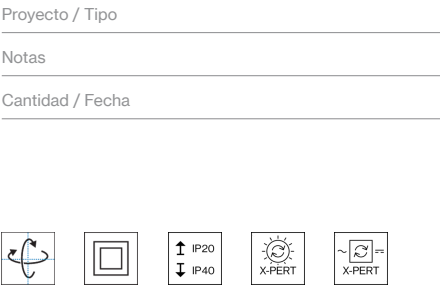 Proyecto / Tipo
Notas
Cantidad / Fecha
IP20
IP40
X-PERT
X-PERT